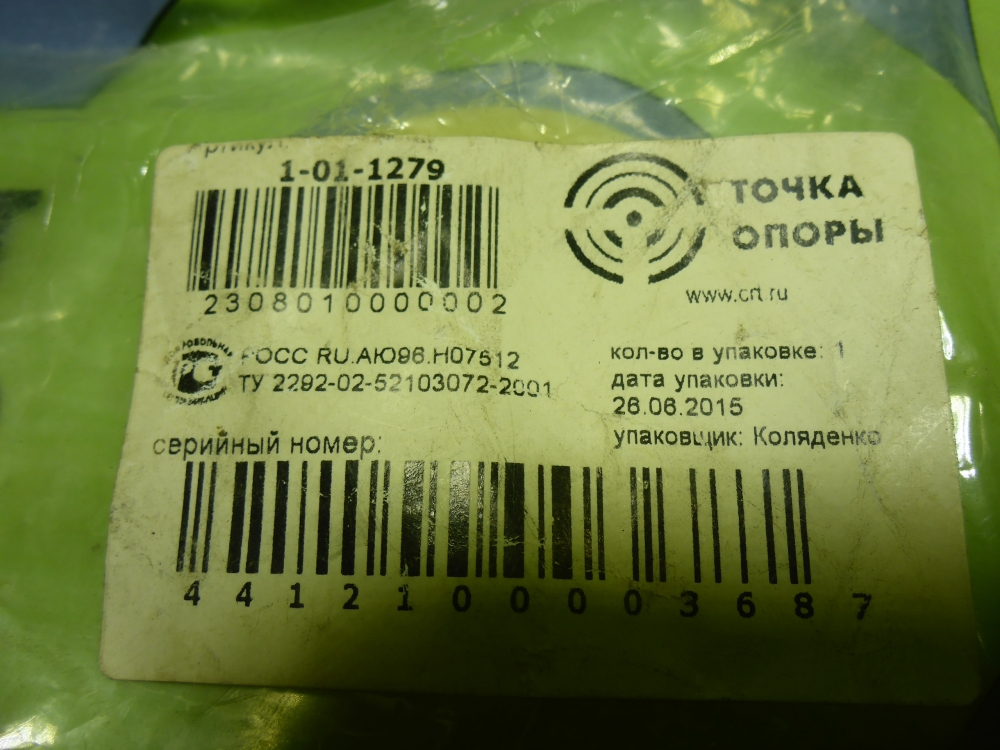 1-01-1279
2308010000002
ТОЧКА
ОПОРЫ
www.crt.ru
РОСС RU.АЮ96.Н07612
ТУ 2292-02-52103072-2001
кол-во в упаковке: 1
дата упаковки:
26.06.2015
упаковщик: Коляденко
серийный номер:
4412100003687